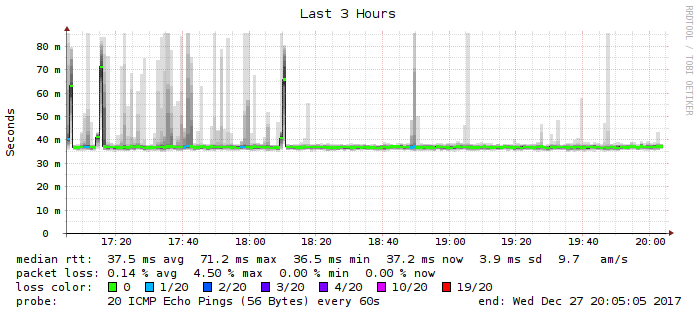 Last 3 Hours
RRDTOOL / TOBI OETIKER
Seconds
80 m
70 m
60 m
50 m
40 m
30 m
20 m
10 m
0
17:20 17:40 18:00 18:20 18:40 19:00 19:20 19:40 20:00
median rtt: 37.5 ms avg 71.2 ms max 36.5 ms min 37.2 ms now 3.9 ms sd 9.7 am/s
packet loss: 0.14 % avg 4.50 % max 0.00 % min 0.00 % now
loss color: 0 1/20 2/20 3/20 4/20 10/20 19/20
probe: 20 ICMP Echo Pings (56 Bytes) every 60s end: Wed Dec 27 20:05:05 2017